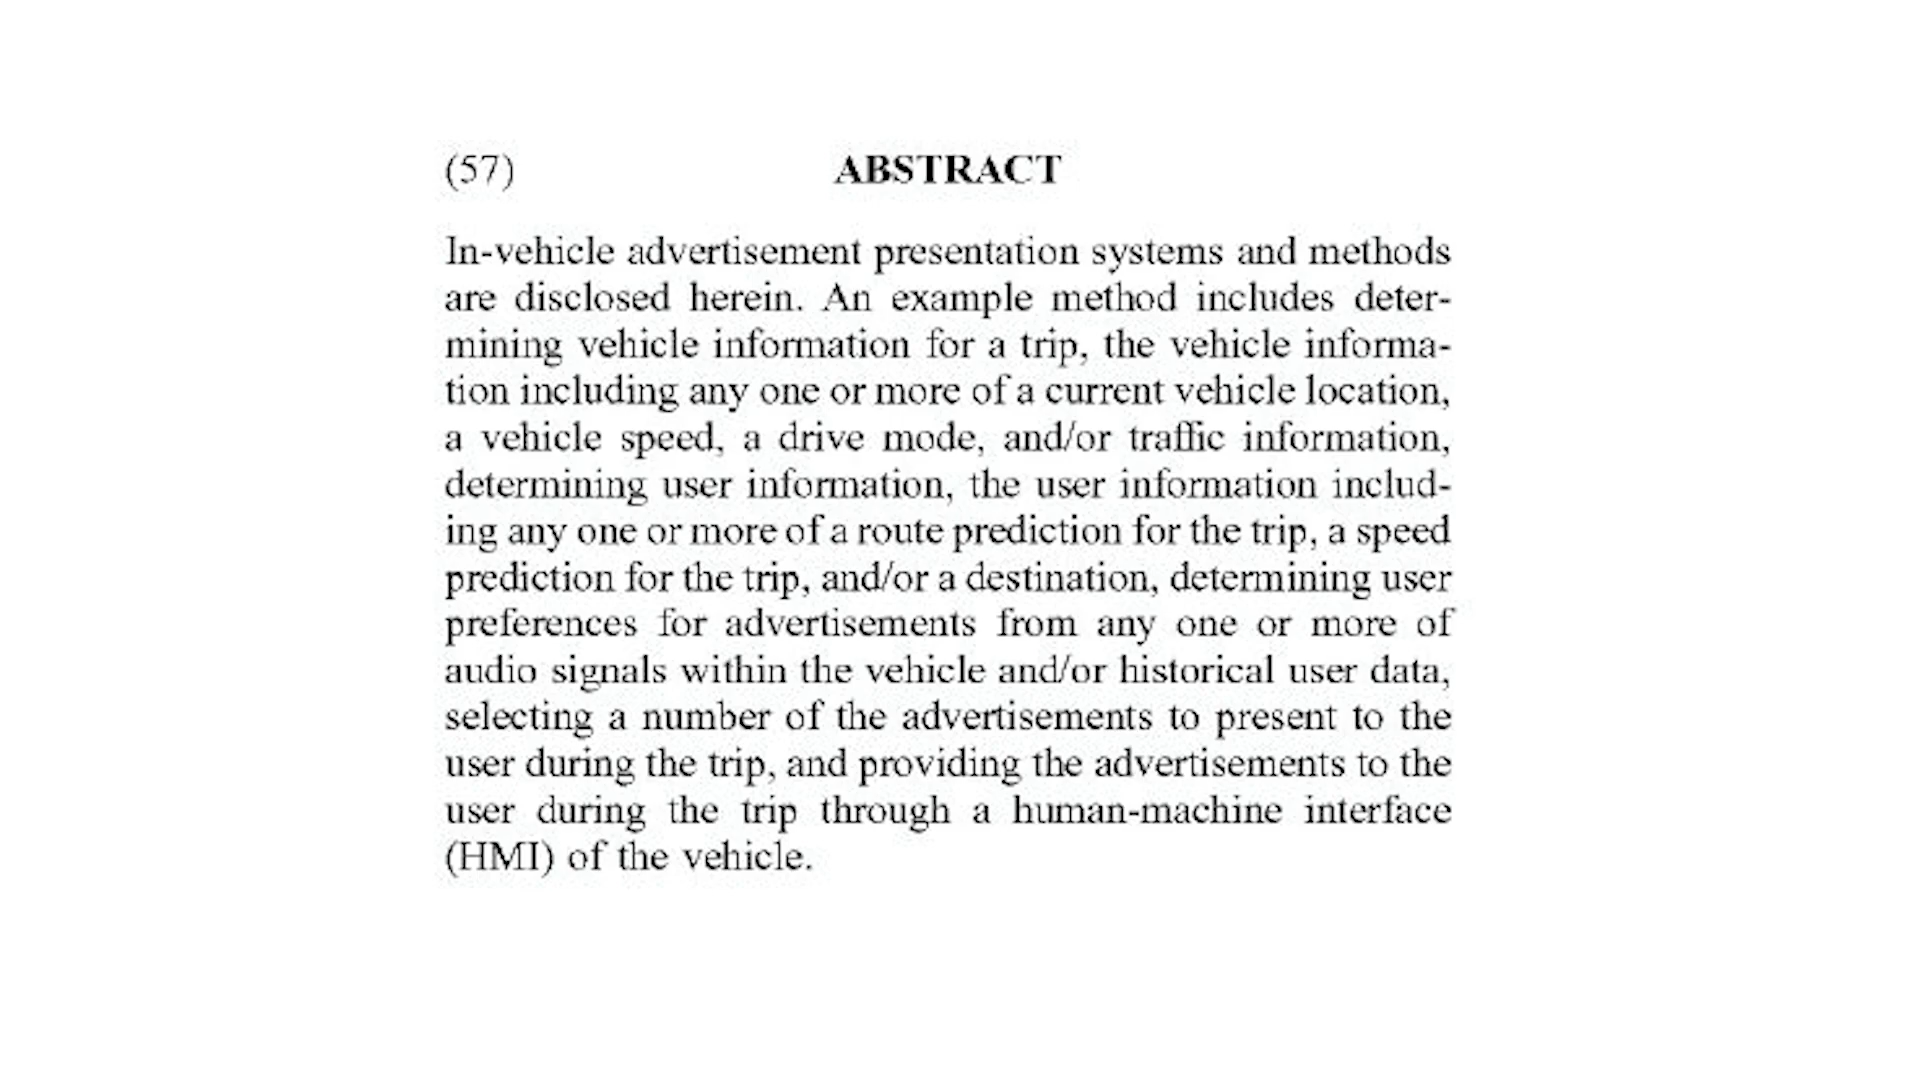 (57) ABSTRACT
In-vehicle advertisement presentation systems and methods
are disclosed herein. An example method includes deter-
mining vehicle information for a trip, the vehicle informa-
tion including any one or more of a current vehicle location,
a vehicle speed, a drive mode, and/or traffic information,
determining user information, the user information includ-
ing any one or more of a route prediction for the trip, a speed
prediction for the trip, and/or a destination, determining user
preferences for advertisements from any one or more of
audio signals within the vehicle and/or historical user data,
selecting a number of the advertisements to present to the
user during the trip, and providing the advertisements to the
user during the trip through a human-machine interface
(HMI) of the vehicle.